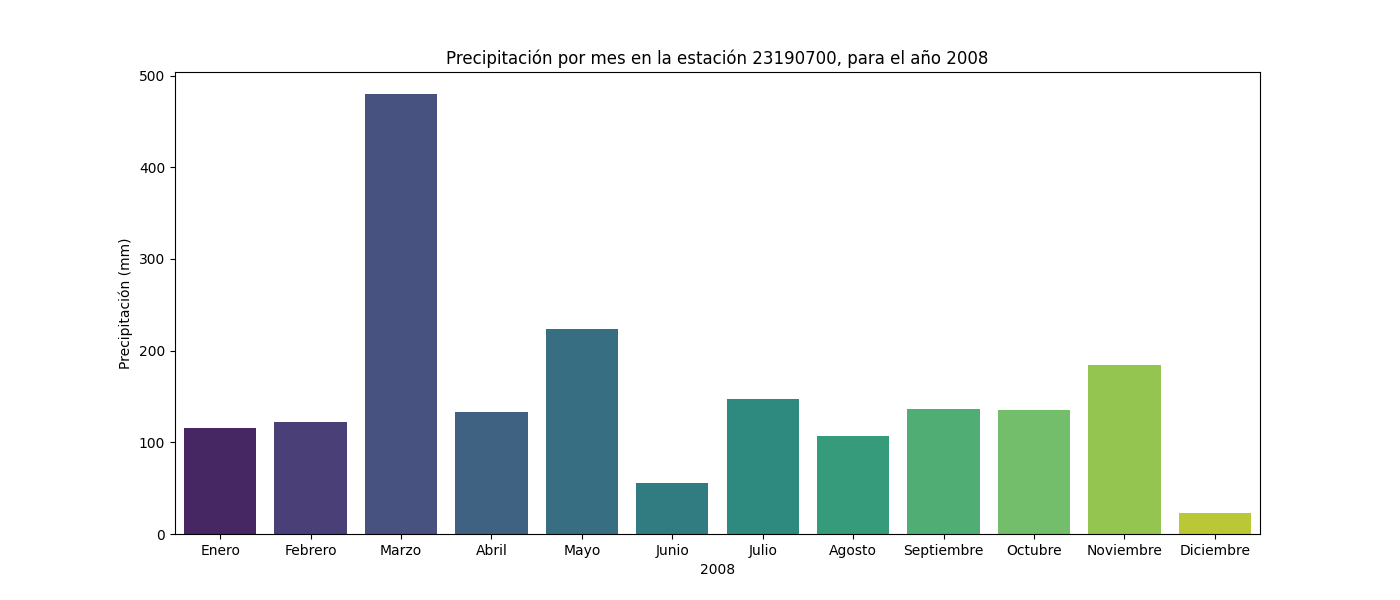 Precipitación por mes en la estación 23190700, para el año 2008
Precipitación (mm)
500
400
300
200
100
0
Enero Febrero Marzo Abril Mayo Junio Julio Agosto Septiembre Octubre Noviembre Diciembre
2008